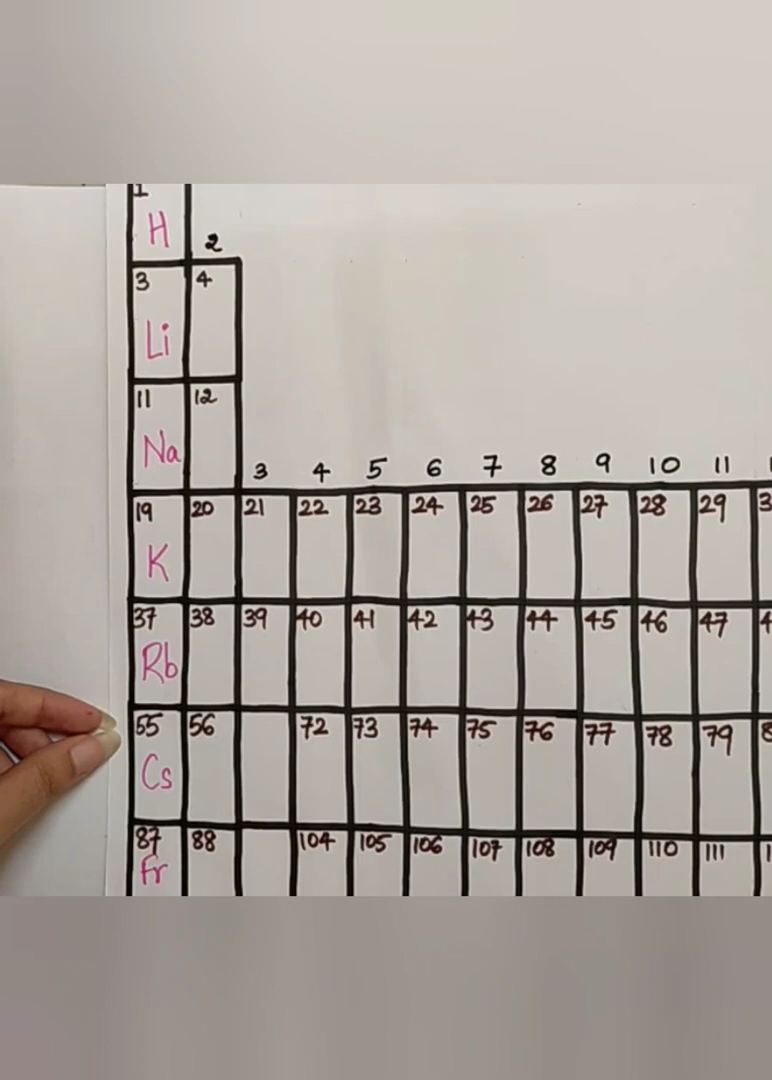 1
H 2
3 4
Li
11 12
Na
3 4 5 6 7 8 9 10 11
19 20 21 22 23 24 25 26 27 28 29
K
37 38 39 40 41 42 43 44 45 46 47
Rb
55 56 72 73 74 75 76 77 78 79
Cs
87 88 104 105 106 107 108 109 110 111
Fr